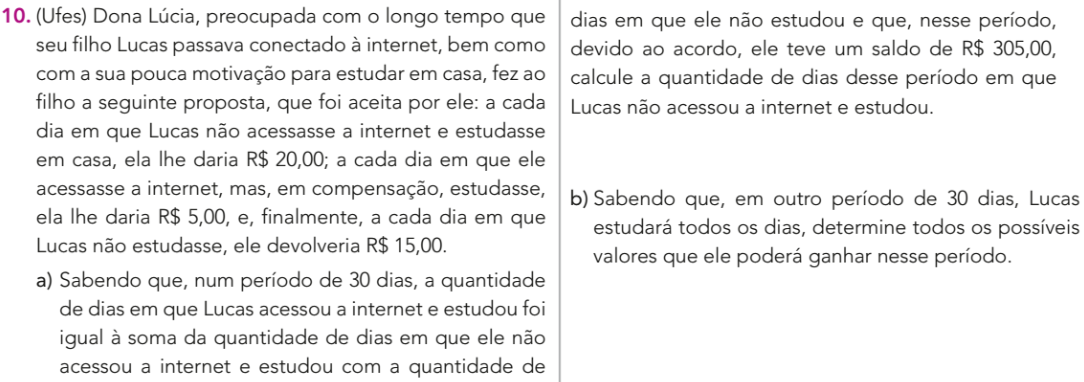 10. (Ufes) Dona Lúcia, preocupada com o longo tempo que
seu filho Lucas passava conectado à internet, bem como
com a sua pouca motivação para estudar em casa, fez ao
filho a seguinte proposta, que foi aceita por ele: a cada
dia em que Lucas não acessasse a internet e estudasse
em casa, ela lhe daria R$ 20,00; a cada dia em que ele
acessasse a internet, mas, em compensação, estudasse,
ela lhe daria R$ 5,00, e, finalmente, a cada dia em que
Lucas não estudasse, ele devolveria R$ 15,00.
a) Sabendo que, num período de 30 dias, a quantidade
de dias em que Lucas acessou a internet e estudou foi
igual à soma da quantidade de dias em que ele não
acessou a internet e estudou com a quantidade de
dias em que ele não estudou e que, nesse período,
devido ao acordo, ele teve um saldo de R$ 305,00,
calcule a quantidade de dias desse período em que
Lucas não acessou a internet e estudou.
b) Sabendo que, em outro período de 30 dias, Lucas
estudará todos os dias, determine todos os possíveis
valores que ele poderá ganhar nesse período.